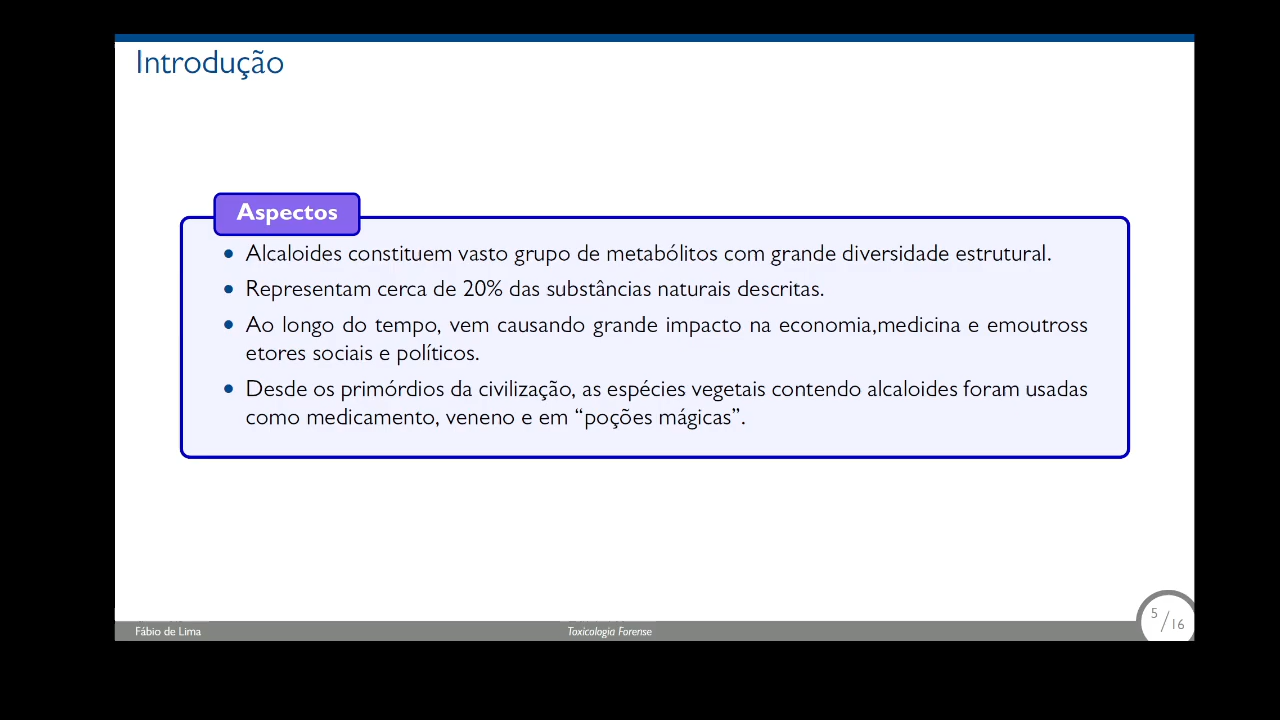 Introdução
Aspectos
• Alcaloides constituem vasto grupo de metabólitos com grande diversidade estrutural.
• Representam cerca de 20% das substâncias naturais descritas.
• Ao longo do tempo, vem causando grande impacto na economia,medicina e emoutross
etores sociais e políticos.
• Desde os primórdios da civilização, as espécies vegetais contendo alcaloides foram usadas
como medicamento, veneno e em “poções mágicas”.
Fábio de Lima
Toxicologia Forense
5/16